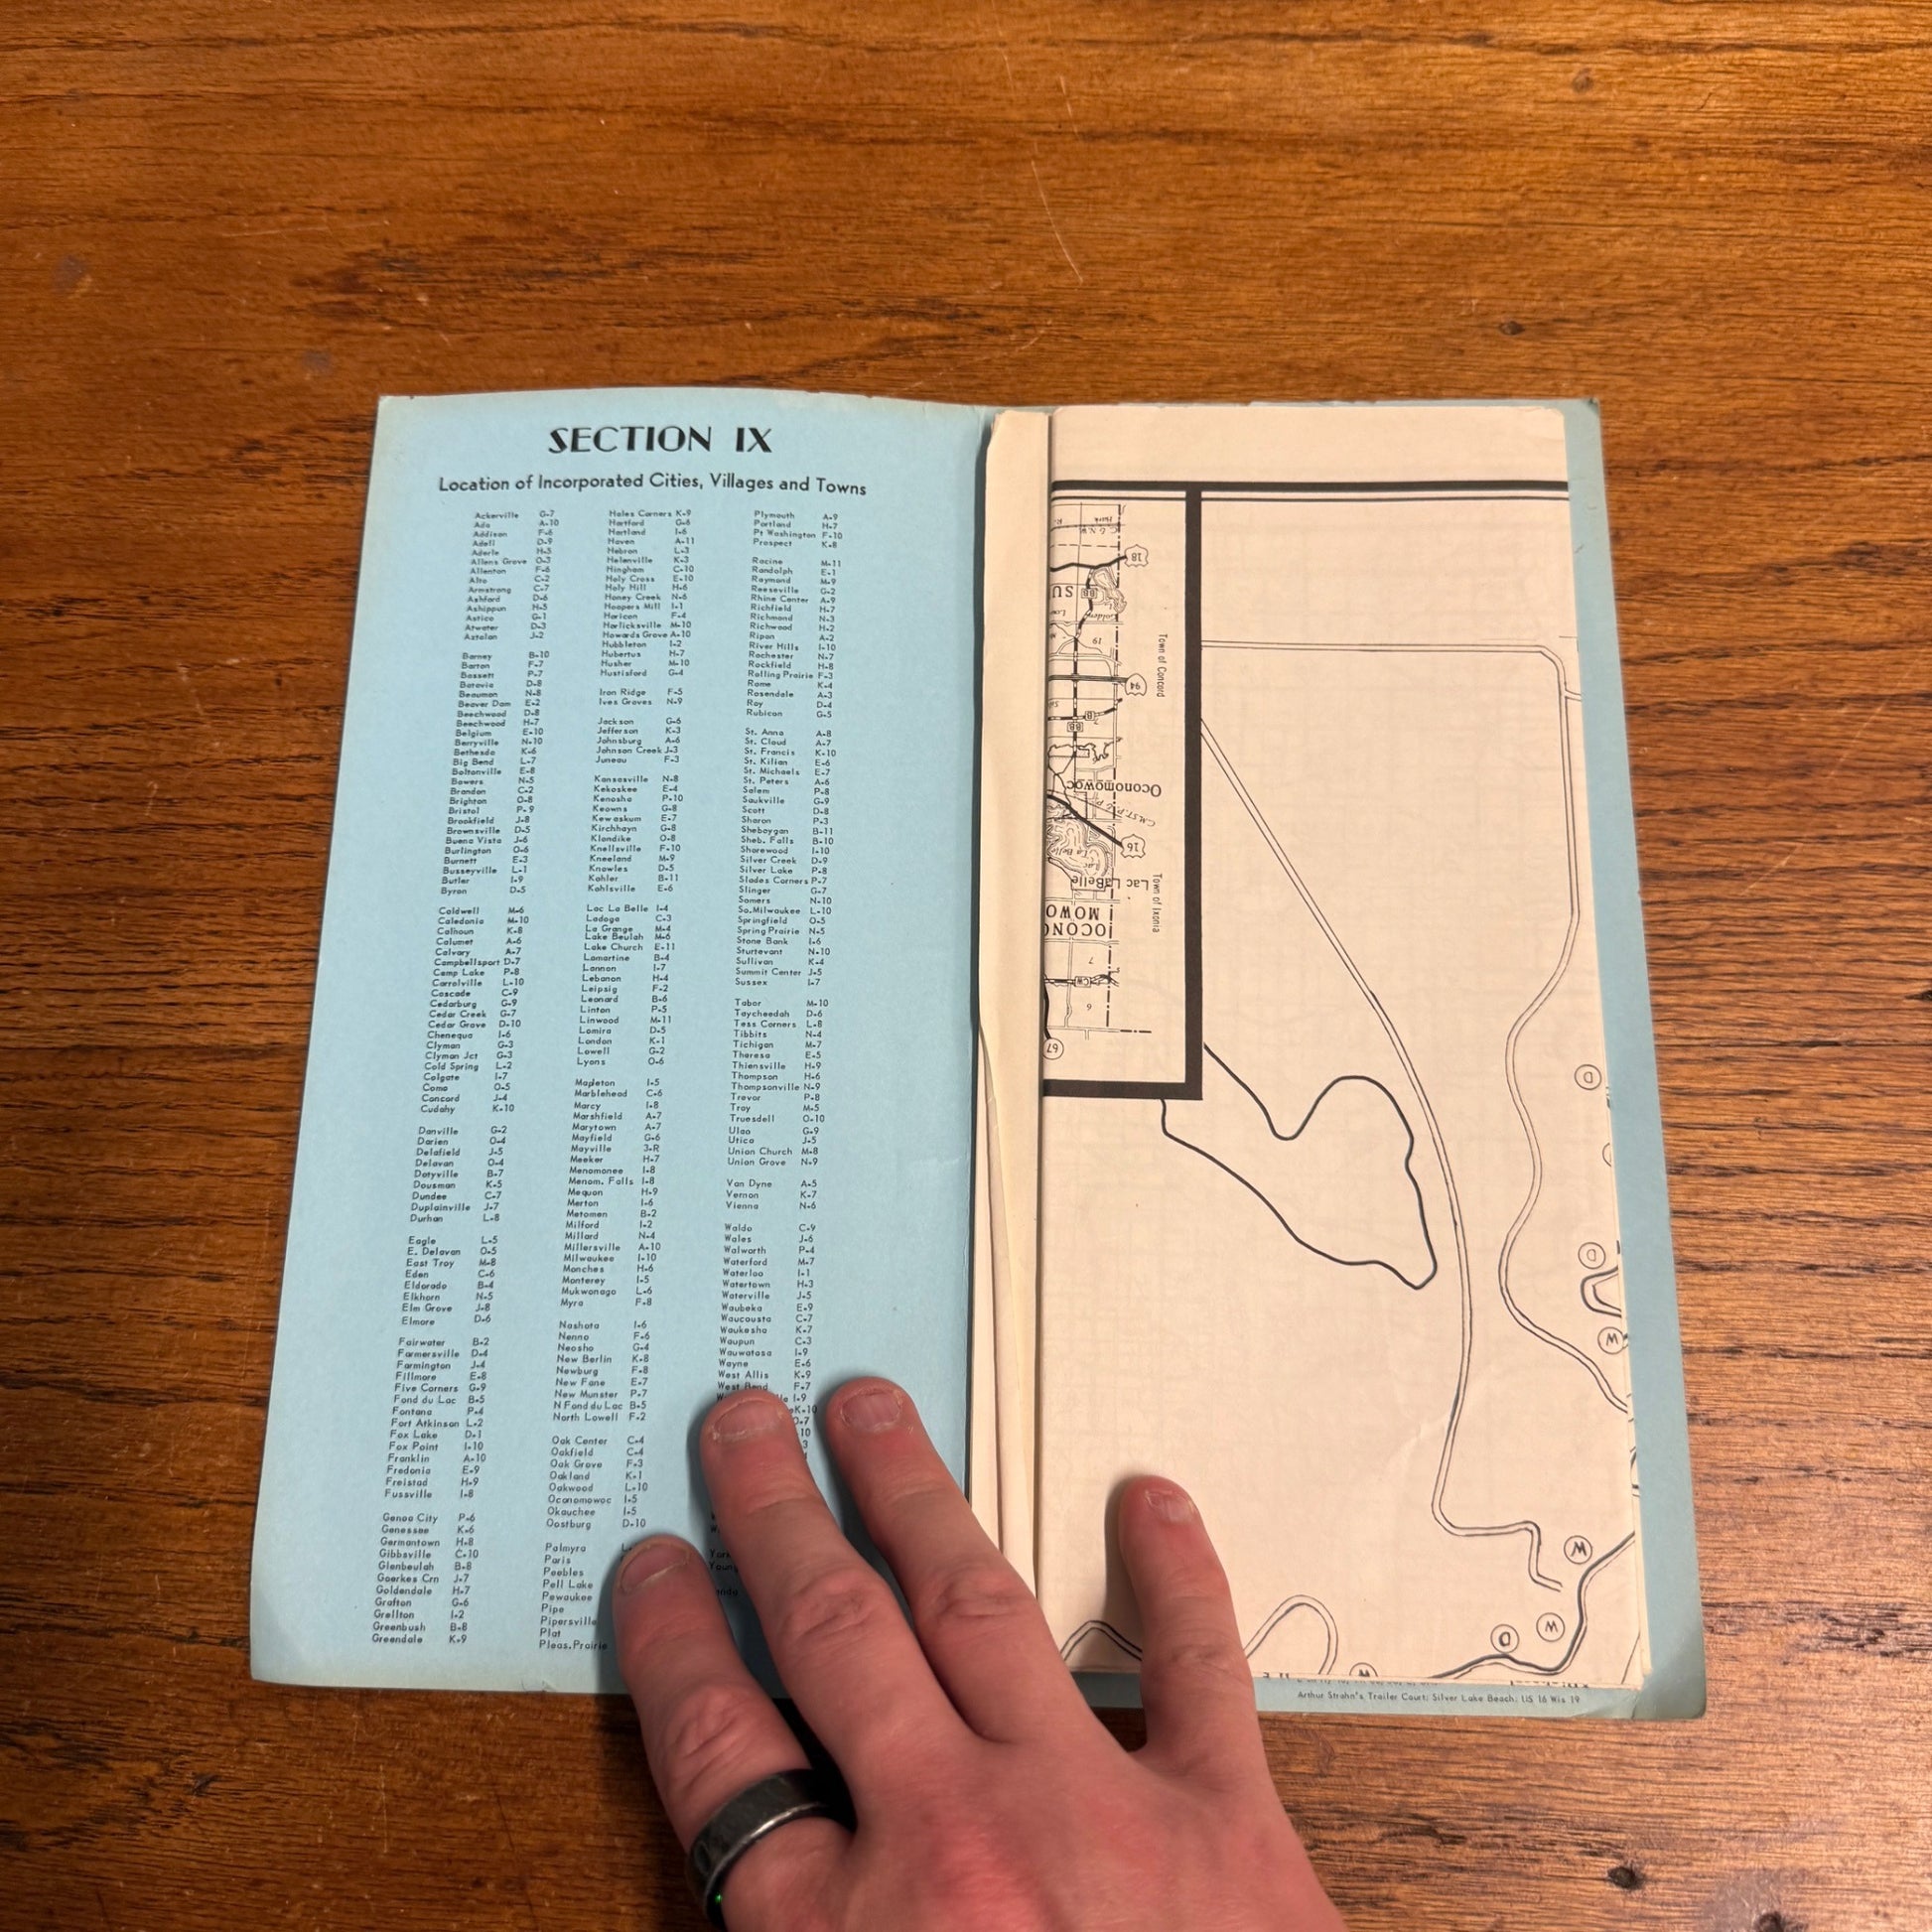 SECTION IX
Location of Incorporated Cities, Villages and Towns
Ackerville G-7
Ada A-10
Addison F-6
Adell D-9
Aderle H-5
Allens Grove O-3
Allenton F-6
Alto C-2
Armstrong C-7
Ashford D-6
Ashippun H-5
Astico G-1
Atwater D-3
Aztalan J-2
Barney B-10
Barton F-7
Bassett P-7
Batavia D-8
Beaumon N-8
Beaver Dam E-2
Beechwood D-8
Beechwood H-7
Belgium E-10
Berryville N-10
Bethesda K-6
Big Bend L-7
Boltonville E-8
Bowers N-5
Brandon C-2
Brighton O-8
Bristol P-9
Brookfield J-8
Brownsville D-5
Buena Vista J-6
Burlington O-6
Burnett E-3
Busseyville L-1
Butler I-9
Byron D-5
Caldwell M-6
Caledonia M-10
Calhoun K-8
Calumet A-6
Calvary A-7
Campbellsport D-7
Camp Lake P-8
Carrolville L-10
Cascade C-9
Cedarburg G-9
Cedar Creek G-7
Cedar Grove D-10
Chenequa I-6
Clyman G-3
Clyman Jct G-3
Cold Spring L-2
Colgate I-7
Como O-5
Concord J-4
Cudahy K-10
Danville G-2
Darien O-4
Delafield J-5
Delavan O-4
Dotyville B-7
Dousman K-5
Dundee C-7
Duplainville J-7
Durhan L-8
Eagle L-5
E. Delavan O-5
East Troy M-8
Eden C-6
Eldorado B-4
Elkhorn N-5
Elm Grove J-8
Elmore D-6
Fairwater B-2
Farmersville D-4
Farmington J-4
Fillmore E-8
Five Corners G-9
Fond du Lac B-5
Fontana P-4
Fort Atkinson L-2
Fox Lake D-1
Fox Point I-10
Franklin A-10
Fredonia E-9
Freistad H-9
Fussville I-8
Genoa City P-6
Genessee K-6
Germantown H-8
Gibbsville C-10
Glenbeulah B-8
Goerkes Crn J-7
Goldendale H-7
Grafton G-6
Grellton I-2
Greenbush B-8
Greendale K-9
Hales Corners K-9
Hartford G-6
Hartland I-6
Haven A-11
Hebron L-3
Helenville K-3
Hingham C-10
Holy Cross E-10
Holy Hill H-6
Honey Creek N-6
Hoopers Mill I-1
Horicon F-4
Horlicksville M-10
Howards Grove A-10
Hubbleton I-2
Hubertus H-7
Husher M-10
Hustisford G-4
Iron Ridge F-5
Ives Groves N-9
Jackson G-6
Jefferson K-3
Johnsburg A-6
Johnson Creek J-3
Juneau F-3
Kansasville N-8
Kekoskee E-4
Kenosha P-10
Keowns G-8
Kewaskum E-7
Kirchhayn G-8
Klondike O-8
Knellsville F-10
Kneeland M-9
Knowles D-5
Kohler B-11
Kohlsville E-6
Lac La Belle I-4
Ladoga C-3
La Grange M-4
Lake Beulah M-6
Lake Church E-11
Lamartine B-4
Lannon I-7
Lebanon H-4
Leipsig F-2
Leonard B-6
Linton P-5
Linwood M-11
Lomira D-5
London K-1
Lowell G-2
Lyons O-6
Mapleton I-5
Marblehead C-6
Marcy I-8
Marshfield A-7
Marytown A-7
Mayfield G-6
Mayville 3-R
Meeker H-7
Menomonee I-8
Menom. Falls I-8
Mequon H-9
Merton I-6
Metomen B-2
Milford I-2
Millard N-4
Millersville A-10
Milwaukee I-10
Monches H-6
Monterey I-5
Mukwonago L-6
Myra F-8
Nashota I-6
Nenno F-6
Neosho G-4
New Berlin K-8
Newburg F-8
New Fane E-7
New Munster P-7
N Fond du Lac B-5
North Lowell F-2
Oak Center C-4
Oakfield C-4
Oak Grove F-3
Oakland K-1
Oakwood L-10
Oconomowoc I-5
Okauchee I-5
Oostburg D-10
Palmyra
Paris
Peebles
Pell Lake
Pewaukee
Pipe
Pipersville
Plat
Pleas.Prairie
Plymouth A-9
Portland H-7
Pt Washington F-10
Prospect K-8
Racine M-11
Randolph E-1
Raymond M-9
Reeseville G-2
Rhine Center A-9
Richfield H-7
Richmond N-3
Richwood H-2
Ripon A-2
River Hills I-10
Rochester N-7
Rockfield H-8
Rolling Prairie F-3
Rome K-4
Rosendale A-3
Roy D-4
Rubicon G-5
St. Anna A-8
St. Cloud A-7
St. Francis K-10
St. Kilian E-6
St. Michaels E-7
St. Peters A-6
Salem P-8
Saukville G-9
Scott D-8
Sharon P-3
Sheboygan B-11
Sheb. Falls B-10
Shorewood I-10
Silver Creek D-9
Silver Lake P-8
Slades Corners P-7
Slinger G-7
Somers N-10
So.Milwaukee L-10
Springfield O-5
Spring Prairie N-5
Stone Bank I-6
Sturtevant N-10
Sullivan K-4
Summit Center J-5
Sussex I-7
Tabor M-10
Taycheedah D-6
Tess Corners L-8
Tibbits N-4
Tichigan M-7
Theresa E-5
Thiensville H-9
Thompson H-6
Thompsonville N-9
Trevor P-8
Troy M-5
Truesdell O-10
Ulao G-9
Utica J-5
Union Church M-8
Union Grove N-9
Van Dyne A-5
Vernon K-7
Vienna N-6
Waldo C-9
Wales J-6
Walworth P-4
Waterford M-7
Waterloo I-1
Watertown H-3
Waterville J-5
Waubeka E-9
Waucousta C-7
Waukesha K-7
Waupun C-3
Wauwatosa I-9
Wayne E-6
West Allis K-9
West Bend F-7
I-9
K-10
18
SU
BB
19
Town of Concord
94
B
7
BB
Oconomowoc
C.M.ST.P.& P.
16
Lac La Belle
Lac LaBelle
Town of Ixonia
OCONO
MOWO
7
CW
6
67
D
D
W
W
W
D
W
Arthur Strahn's Trailer Court: Silver Lake Beach. US 16 Wis 19